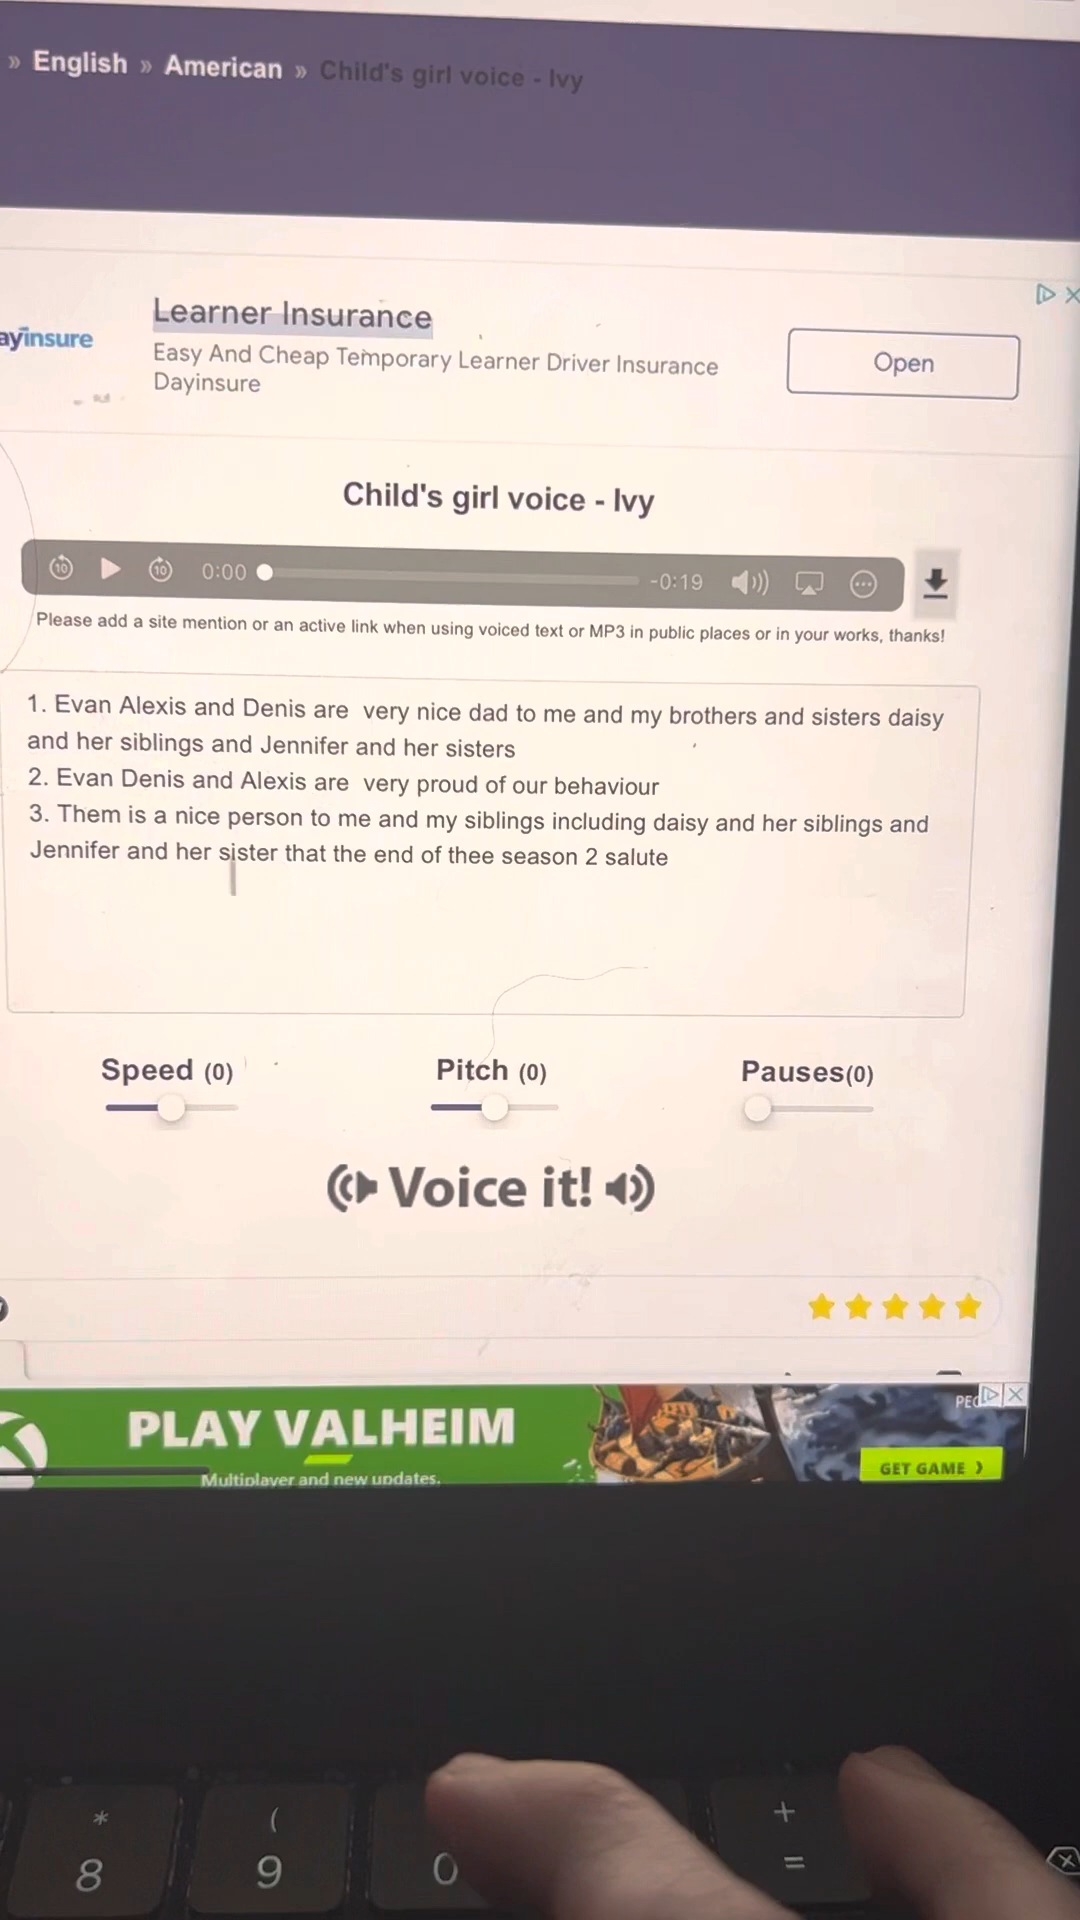 » English » American » Child's girl voice - Ivy
Learner Insurance
ayinsure
Easy And Cheap Temporary Learner Driver Insurance
Dayinsure
Open
Child's girl voice - Ivy
10 10 0:00 -0:19
Please add a site mention or an active link when using voiced text or MP3 in public places or in your works, thanks!
1. Evan Alexis and Denis are  very nice dad to me and my brothers and sisters daisy
and her siblings and Jennifer and her sisters
2. Evan Denis and Alexis are  very proud of our behaviour
3. Them is a nice person to me and my siblings including daisy and her siblings and
Jennifer and her sister that the end of thee season 2 salute
Speed (0) Pitch (0) Pauses(0)
Voice it!
PLAY VALHEIM
Multiplayer and new updates.
GET GAME
* ( +
8 9 0 =